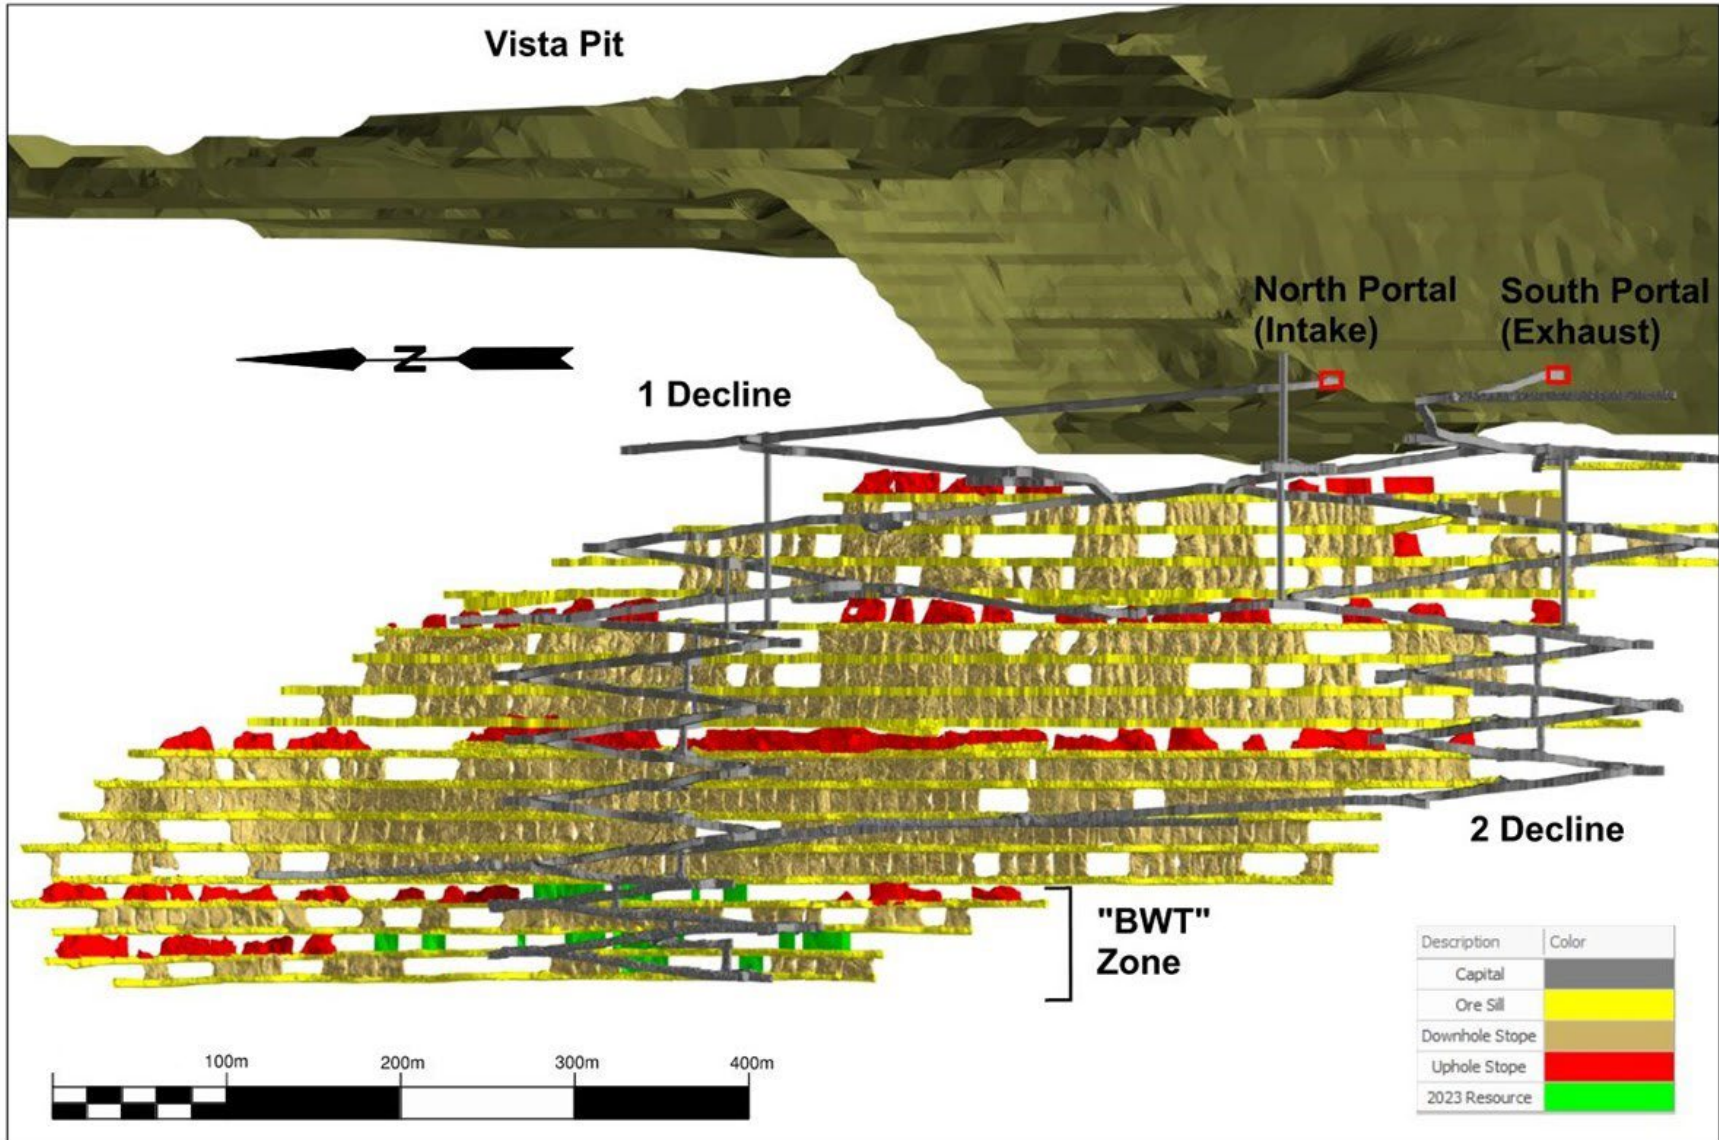 Vista Pit
North Portal
(Intake)
South Portal
(Exhaust)
N
1 Decline
2 Decline
"BWT"
Zone
Description Color
Capital
Ore Sill
Downhole Stope
Uphole Stope
2023 Resource
100m 200m 300m 400m